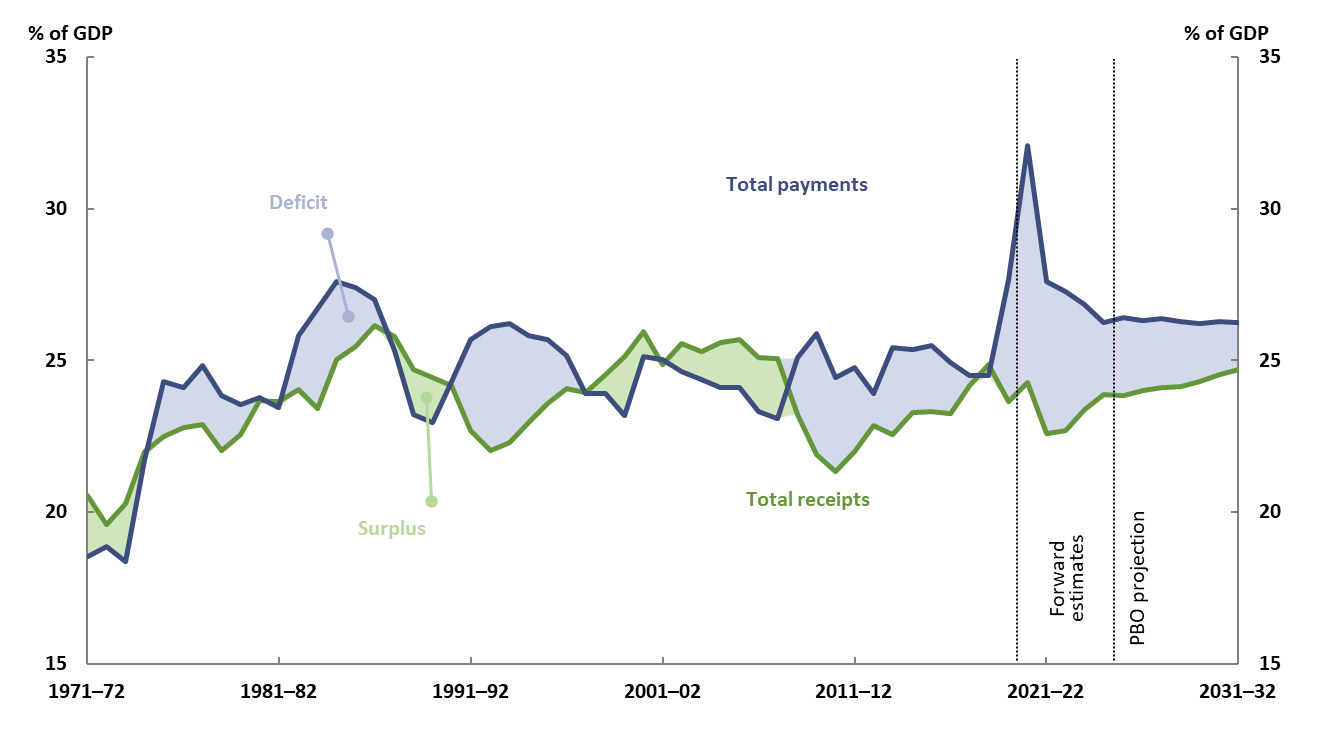 % of GDP
% of GDP
35
35
30
30
25
25
20
20
15
15
Deficit
Total payments
Surplus
Total receipts
Forward
estimates
PBO projection
1971–72
1981–82
1991–92
2001–02
2011–12
2021–22
2031–32